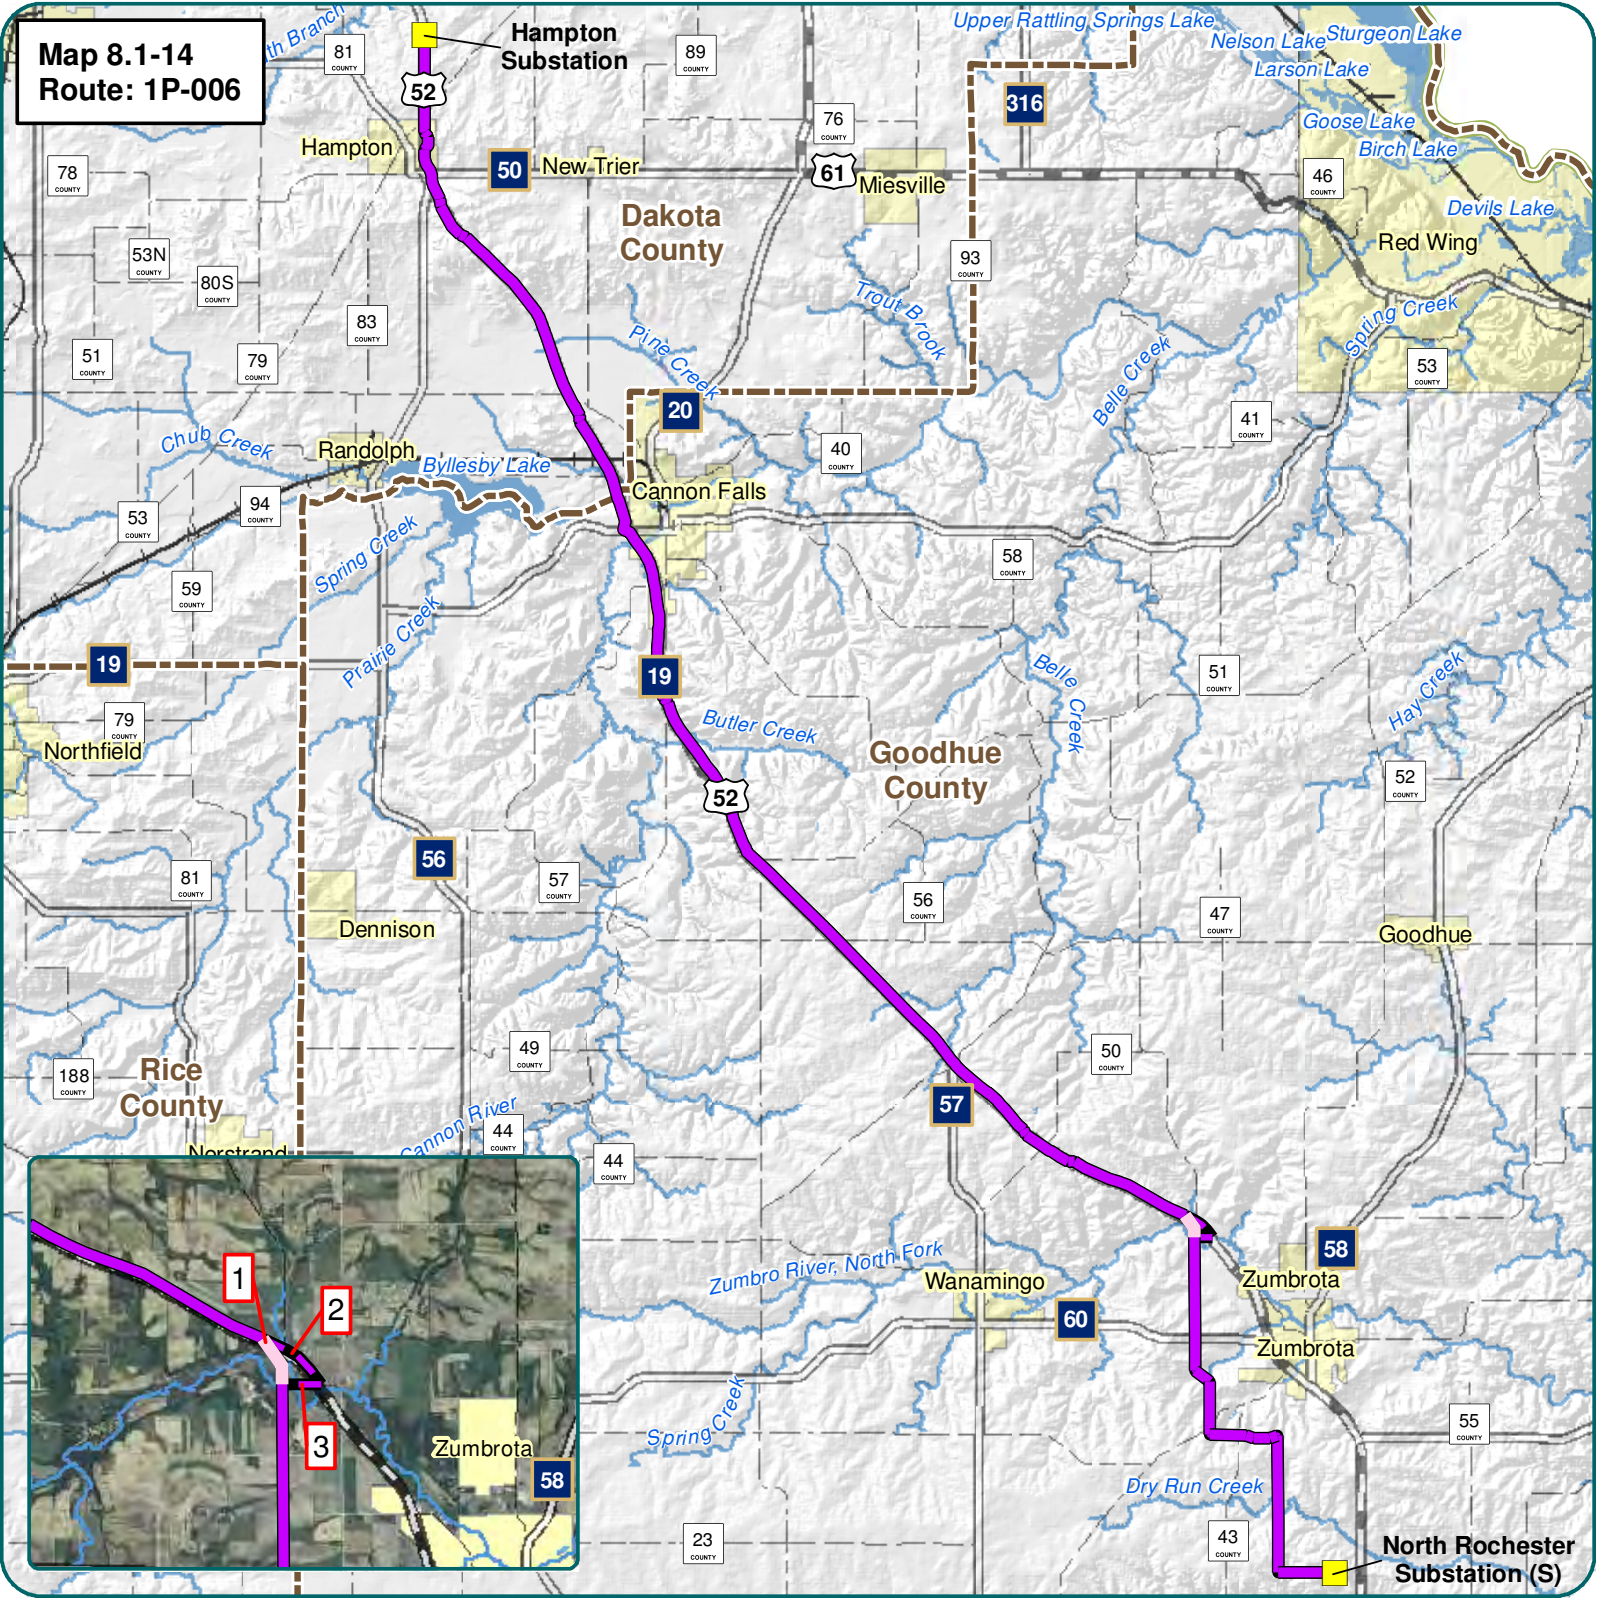 Map 8.1-14
Route: 1P-006
th Branch
81
COUNTY
Hampton
Substation
89
COUNTY
Upper Rattling Springs Lake
Nelson Lake
Sturgeon Lake
Larson Lake
52
316
76
COUNTY
Goose Lake
Birch Lake
Hampton
50
New Trier
61
Miesville
78
COUNTY
46
COUNTY
Devils Lake
Dakota
County
Red Wing
53N
COUNTY
80S
COUNTY
93
COUNTY
Trout Brook
83
COUNTY
Spring Creek
51
COUNTY
79
COUNTY
Pine Creek
Belle Creek
53
COUNTY
20
41
COUNTY
Chub Creek
Randolph
Byllesby Lake
40
COUNTY
Cannon Falls
94
COUNTY
53
COUNTY
Spring Creek
58
COUNTY
59
COUNTY
Prairie Creek
19
19
Belle Creek
51
COUNTY
Hay Creek
79
COUNTY
Northfield
Butler Creek
Goodhue
County
52
COUNTY
52
56
81
COUNTY
57
COUNTY
56
COUNTY
47
COUNTY
Dennison
Goodhue
49
COUNTY
50
COUNTY
188
COUNTY
Rice
County
57
Cannon River
44
COUNTY
44
COUNTY
Nerstrand
1
2
3
Zumbrota
58
Zumbro River, North Fork
Wanamingo
60
58
Zumbrota
Zumbrota
Spring Creek
55
COUNTY
Dry Run Creek
23
COUNTY
43
COUNTY
North Rochester
Substation (S)